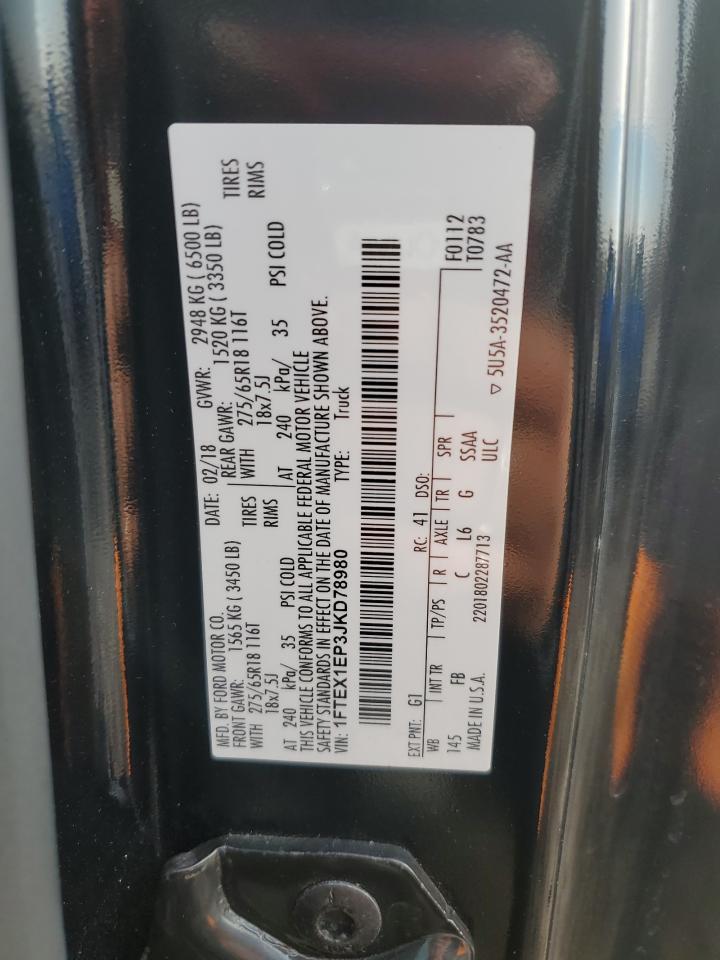 MFD. BY FORD MOTOR CO.
DATE: 02/18 GVWR: 2948 KG ( 6500 LB)
FRONT GAWR: 1565 KG ( 3450 LB) REAR GAWR: 1520 KG ( 3350 LB)
WITH 275/65R18 116T TIRES WITH 275/65R18 116T TIRES
18x7.5J RIMS 18x7.5J RIMS
AT 240 kPa/ 35 PSI COLD AT 240 kPa/ 35 PSI COLD
THIS VEHICLE CONFORMS TO ALL APPLICABLE FEDERAL MOTOR VEHICLE
SAFETY STANDARDS IN EFFECT ON THE DATE OF MANUFACTURE SHOWN ABOVE.
VIN: 1FTEX1EP3JKD78980 TYPE: Truck
EXT PNT: G1 RC: 41 DSO: F0112
WB INT TR TP/PS R AXLE TR SPR T0783
145 FB C L6 G SSAA
MADE IN U.S.A. 2201802287713 ULC ▽ 5U5A-3520472-AA